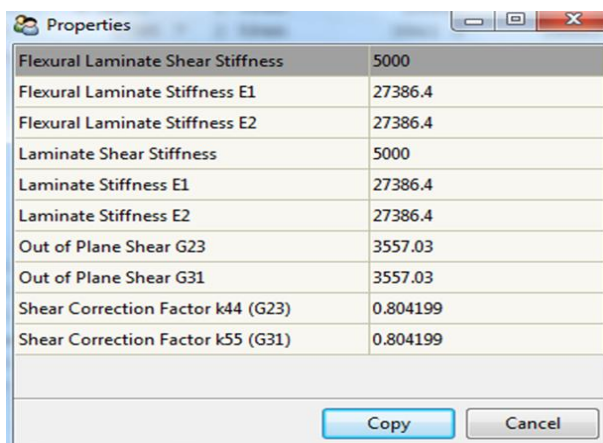 Properties
Flexural Laminate Shear Stiffness 5000
Flexural Laminate Stiffness E1 27386.4
Flexural Laminate Stiffness E2 27386.4
Laminate Shear Stiffness 5000
Laminate Stiffness E1 27386.4
Laminate Stiffness E2 27386.4
Out of Plane Shear G23 3557.03
Out of Plane Shear G31 3557.03
Shear Correction Factor k44 (G23) 0.804199
Shear Correction Factor k55 (G31) 0.804199
Copy Cancel